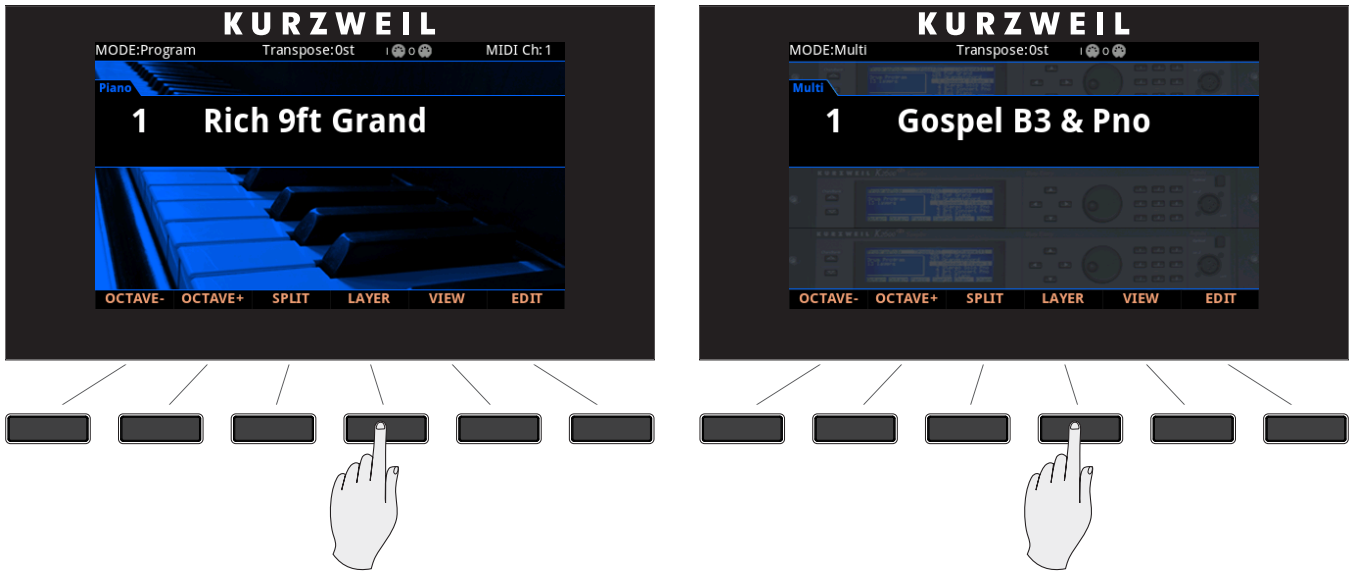 KURZWEIL
MODE:Program Transpose:0st I O MIDI Ch:1
Piano
1 Rich 9ft Grand
OCTAVE- OCTAVE+ SPLIT LAYER VIEW EDIT
KURZWEIL
MODE:Multi Transpose:0st I O
Multi
1 Gospel B3 & Pno
OCTAVE- OCTAVE+ SPLIT LAYER VIEW EDIT